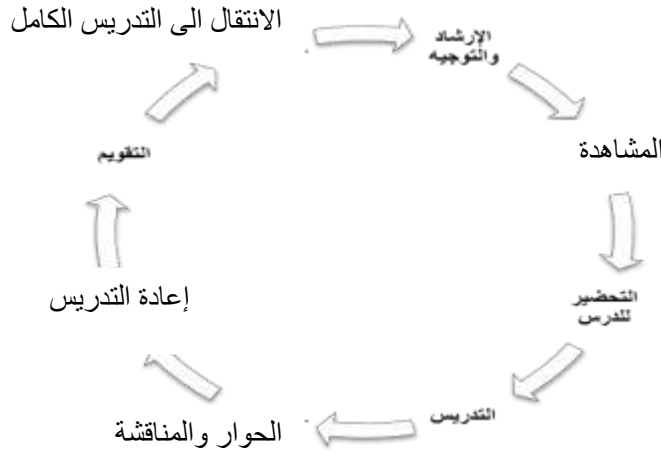 الانتقال الى التدريس الكامل
الإرشاد
والتوجيه
المشاهدة
التحضير
للدرس
التدريس
الحوار والمناقشة
إعادة التدريس
التقويم